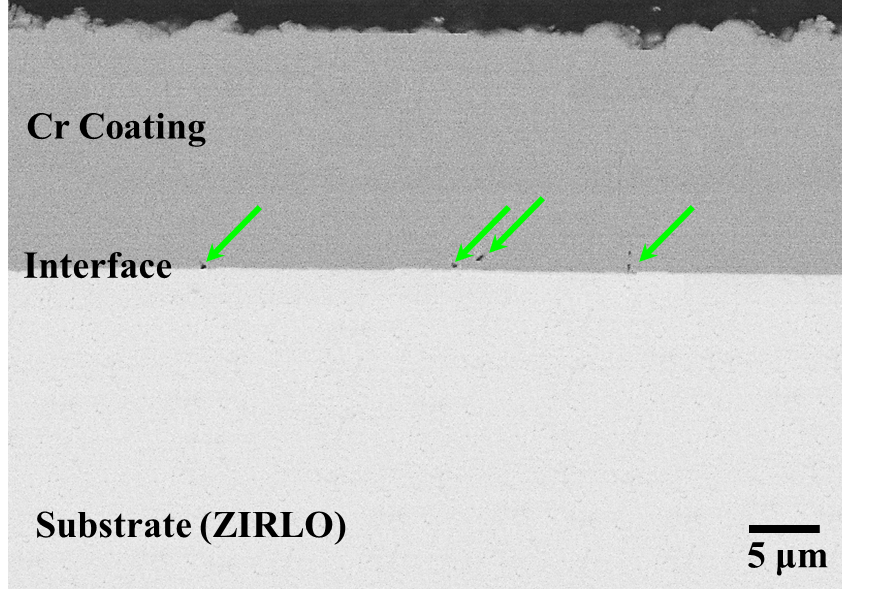 Cr Coating
Interface
Substrate (ZIRLO)
5 μm